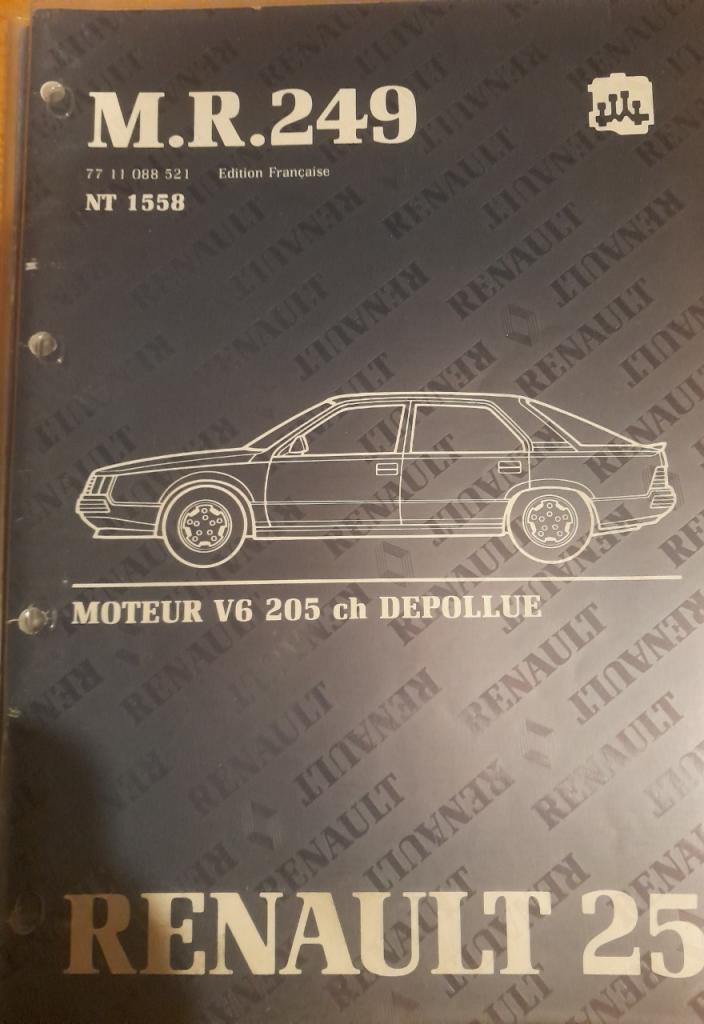 M.R.249
77 11 088 521 Edition Française
NT 1558
MOTEUR V6 205 ch DEPOLLUE
RENAULT 25